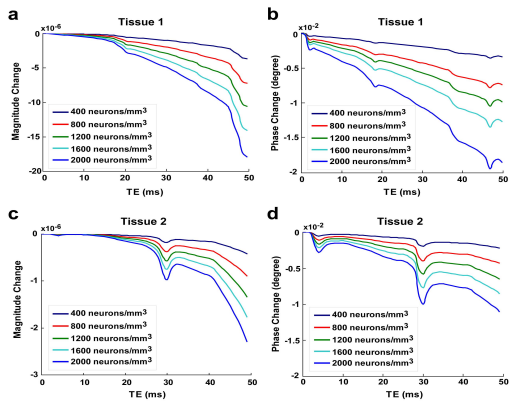 a
Tissue 1
x10-6
0
-5
-10
-15
-20
Magnitude Change
400 neurons/mm3
800 neurons/mm3
1200 neurons/mm3
1600 neurons/mm3
2000 neurons/mm3
0 10 20 30 40 50
TE (ms)
b
Tissue 1
x10-2
0
-0.5
-1
-1.5
-2
Phase Change (degree)
400 neurons/mm3
800 neurons/mm3
1200 neurons/mm3
1600 neurons/mm3
2000 neurons/mm3
0 10 20 30 40 50
TE (ms)
c
Tissue 2
x10-6
0
-1
-2
-3
Magnitude Change
400 neurons/mm3
800 neurons/mm3
1200 neurons/mm3
1600 neurons/mm3
2000 neurons/mm3
0 10 20 30 40 50
TE (ms)
d
Tissue 2
x10-2
0
-0.5
-1
-1.5
-2
Phase Change (degree)
400 neurons/mm3
800 neurons/mm3
1200 neurons/mm3
1600 neurons/mm3
2000 neurons/mm3
0 10 20 30 40 50
TE (ms)